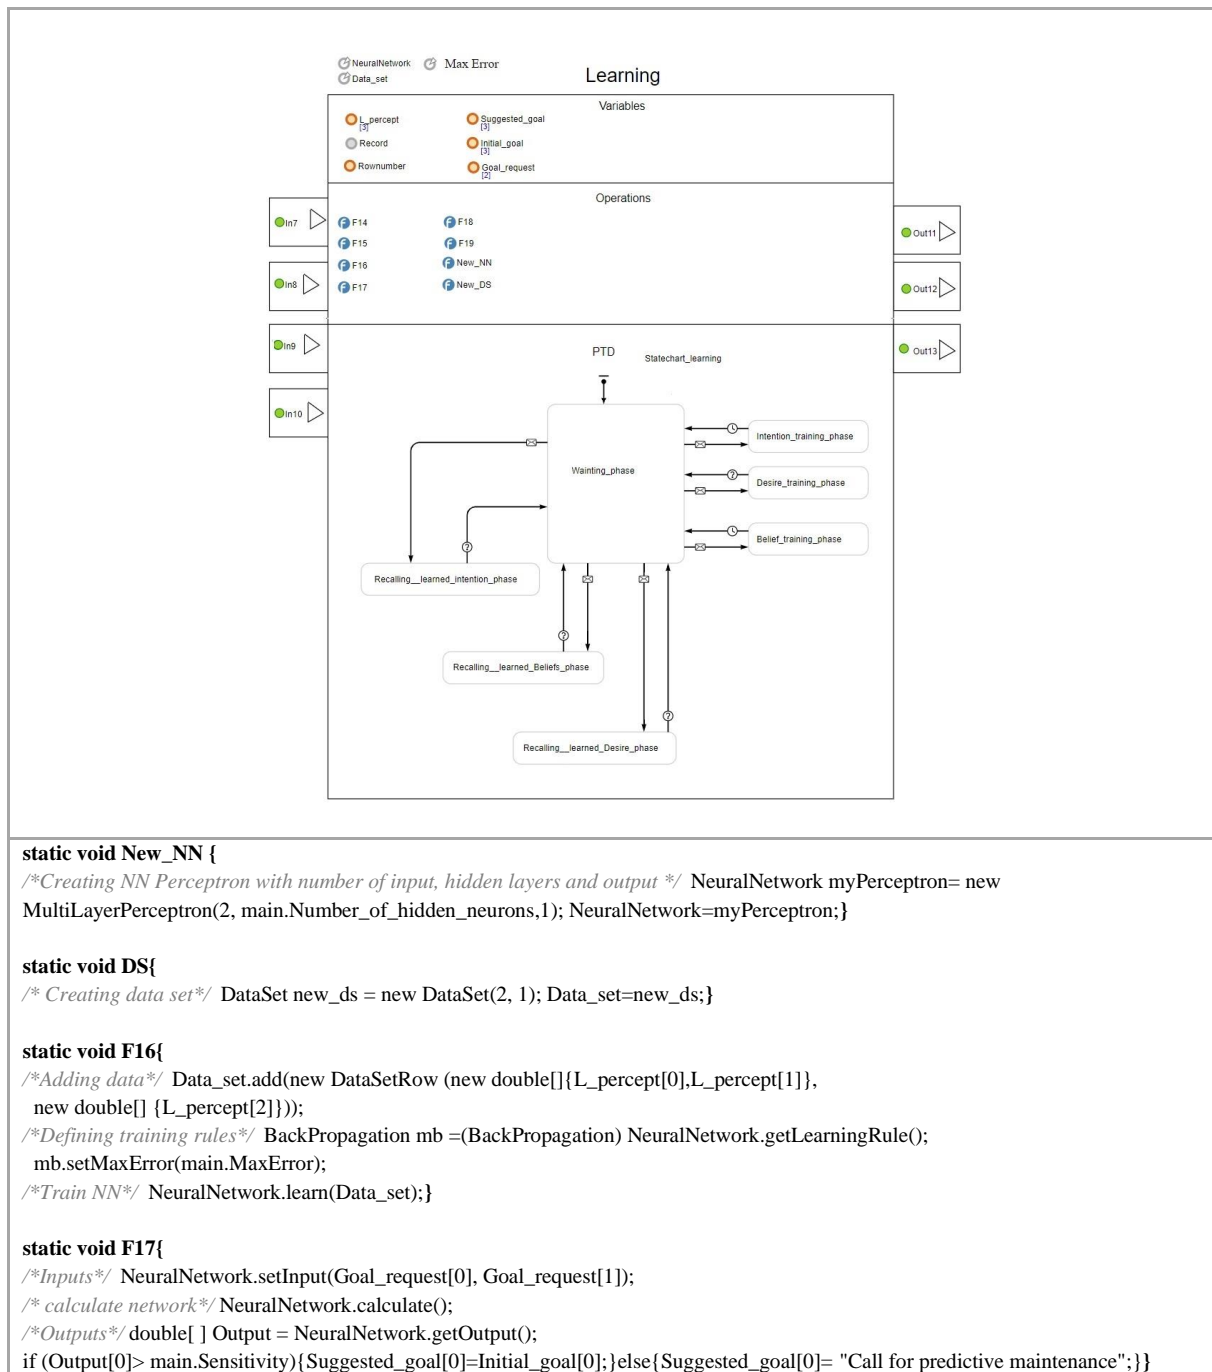 NeuralNetwork
Max Error
Data_set
Learning
Variables
L_percept
[3]
Suggested_goal
[3]
Record
Initial_goal
[3]
Rownumber
Goal_request
[2]
Operations
In7
F14
F18
Out11
F15
F19
F16
New_NN
In8
F17
New_DS
Out12
In9
PTD
Statechart_learning
Out13
In10
Intention_training_phase
Wainting_phase
Desire_training_phase
Belief_training_phase
Recalling__learned_intention_phase
Recalling__learned_Beliefs_phase
Recalling__learned_Desire_phase
static void New_NN {
/*Creating NN Perceptron with number of input, hidden layers and output */ NeuralNetwork myPerceptron= new
MultiLayerPerceptron(2, main.Number_of_hidden_neurons,1); NeuralNetwork=myPerceptron;}
static void DS{
/* Creating data set*/ DataSet new_ds = new DataSet(2, 1); Data_set=new_ds;}
static void F16{
/*Adding data*/ Data_set.add(new DataSetRow (new double[]{L_percept[0],L_percept[1]},
new double[] {L_percept[2]}));
/*Defining training rules*/ BackPropagation mb =(BackPropagation) NeuralNetwork.getLearningRule();
mb.setMaxError(main.MaxError);
/*Train NN*/ NeuralNetwork.learn(Data_set);}
static void F17{
/*Inputs*/ NeuralNetwork.setInput(Goal_request[0], Goal_request[1]);
/* calculate network*/ NeuralNetwork.calculate();
/*Outputs*/ double[ ] Output = NeuralNetwork.getOutput();
if (Output[0]> main.Sensitivity){Suggested_goal[0]=Initial_goal[0];}else{Suggested_goal[0]= "Call for predictive maintenance";}}